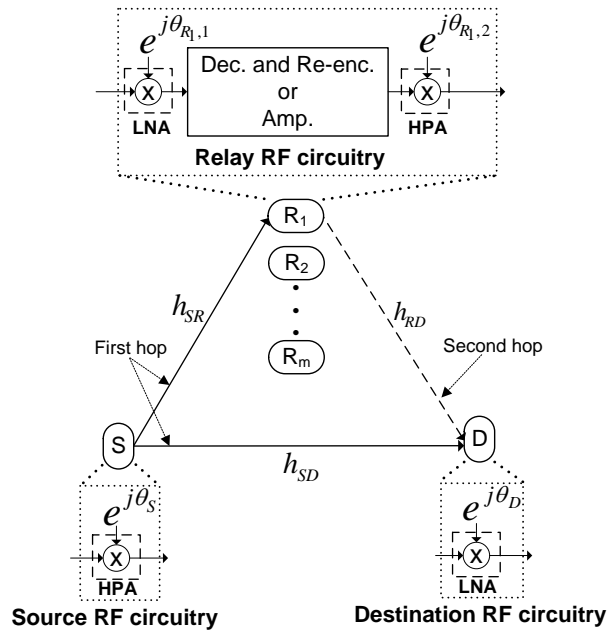 e^{jθ_{R_1,1}} e^{jθ_{R_1,2}}
X Dec. and Re-enc. X
or
Amp.
LNA HPA
Relay RF circuitry
R_1
R_2
h_{SR} h_{RD}
First hop Second hop
R_m
S D
h_{SD}
e^{jθ_S} e^{jθ_D}
X X
HPA LNA
Source RF circuitry Destination RF circuitry